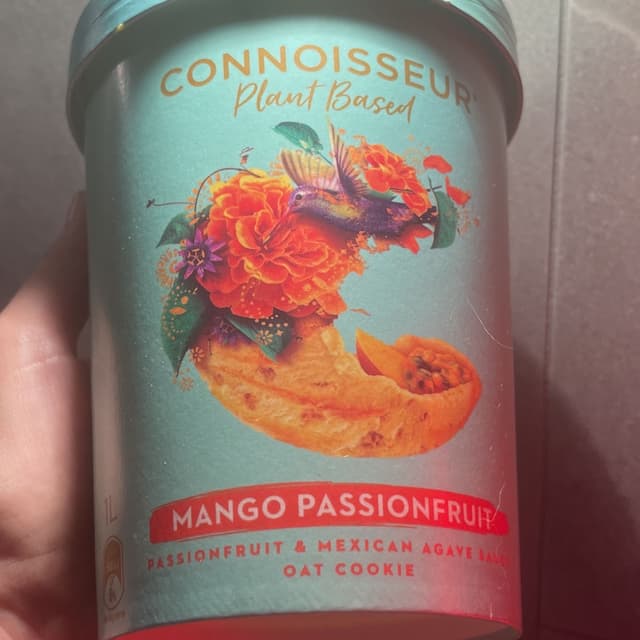 CONNOISSEUR
Plant Based
1L
MANGO PASSIONFRUIT
PASSIONFRUIT & MEXICAN AGAVE
OAT COOKIE